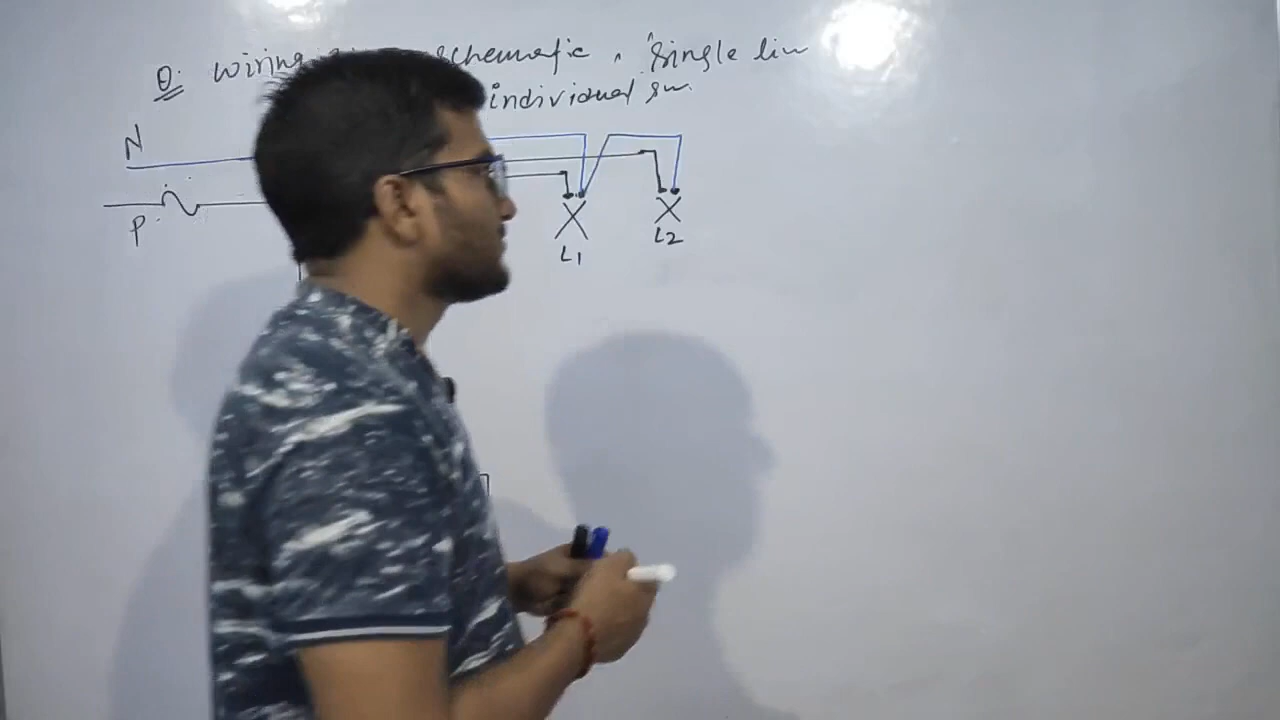 Q: wiring schematic, single lin
individual sw.
N
P
L1
L2